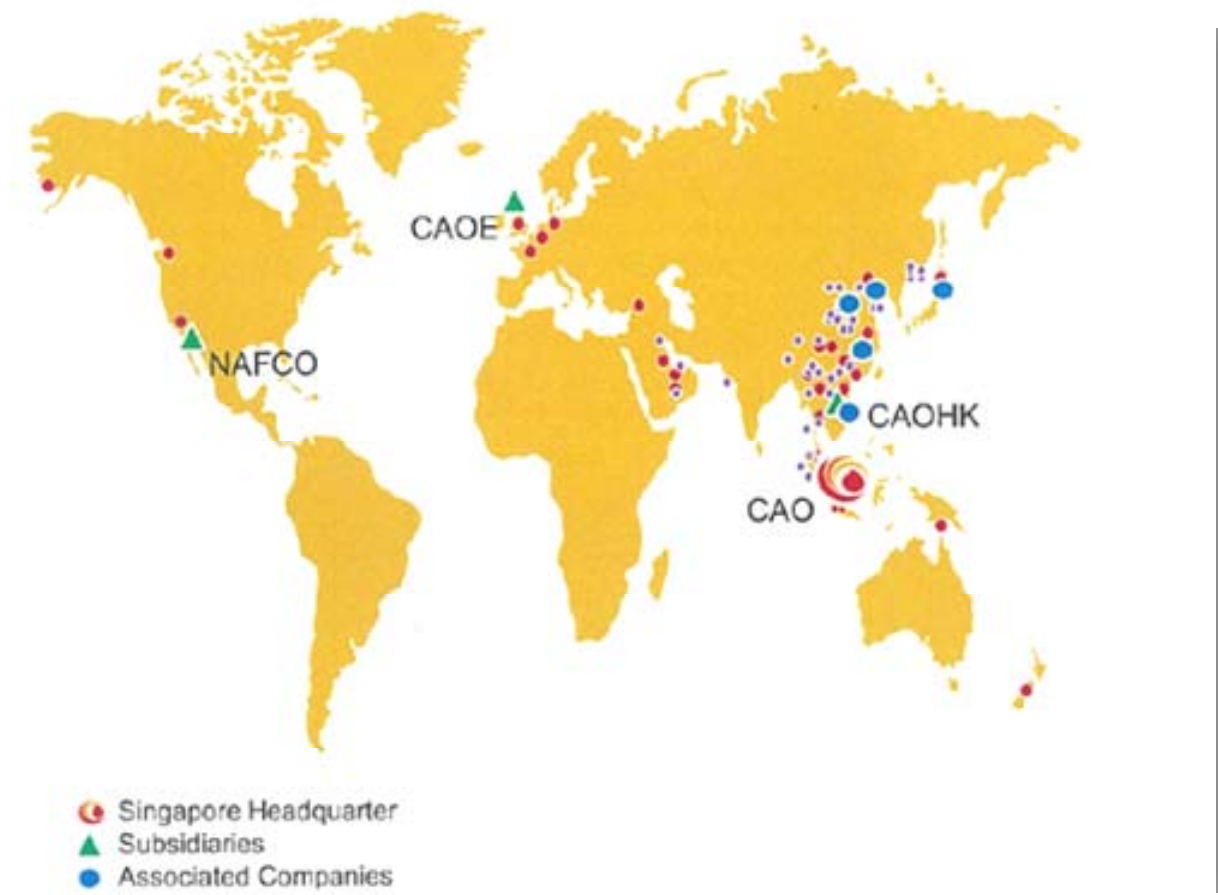 CAOE
NAFCO
CAOHK
CAO
Singapore Headquarter
Subsidiaries
Associated Companies